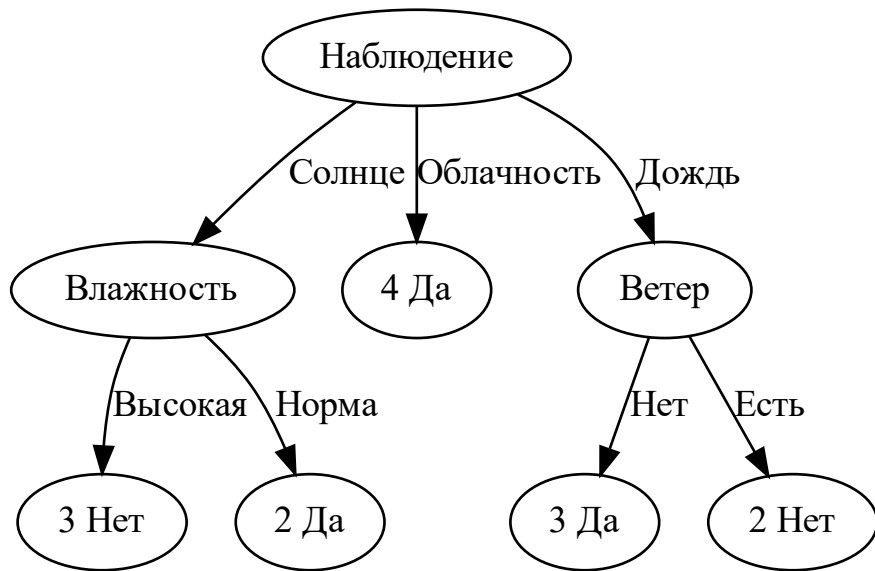 Наблюдение
Солнце
Облачность
Дождь
Влажность
4 Да
Ветер
Высокая
Норма
Нет
Есть
3 Нет
2 Да
3 Да
2 Нет